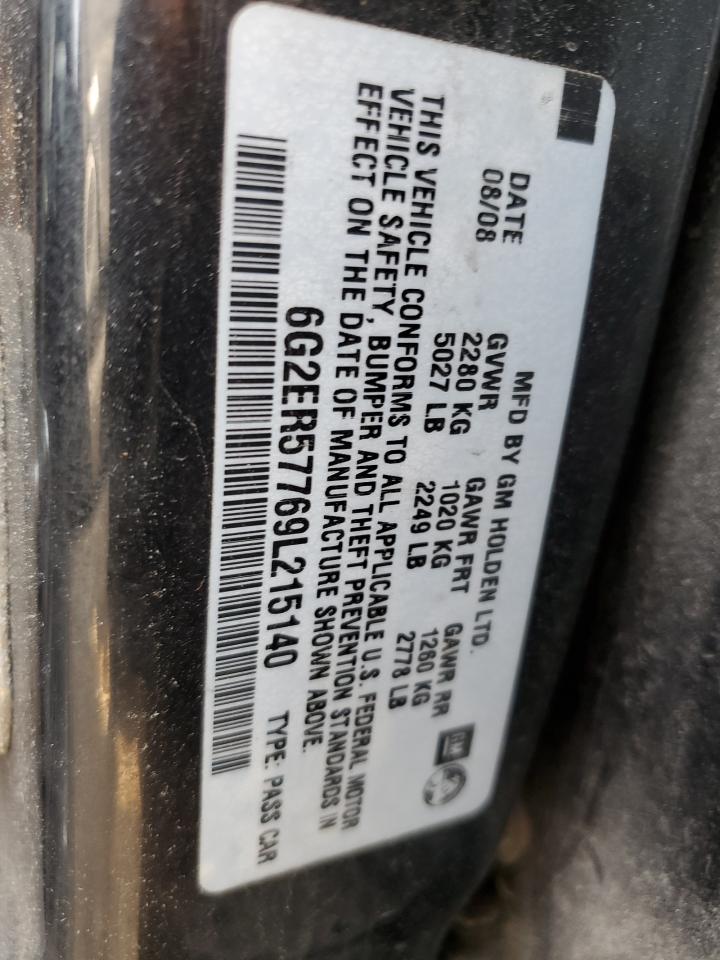 MFD BY GM HOLDEN LTD.
DATE GVWR GAWR FRT GAWR RR
08/08 2280 KG 1020 KG 1260 KG
5027 LB 2249 LB 2778 LB
GM
THIS VEHICLE CONFORMS TO ALL APPLICABLE U.S. FEDERAL MOTOR
VEHICLE SAFETY, BUMPER AND THEFT PREVENTION STANDARDS IN
EFFECT ON THE DATE OF MANUFACTURE SHOWN ABOVE.
6G2ER57769L215140 TYPE: PASS CAR